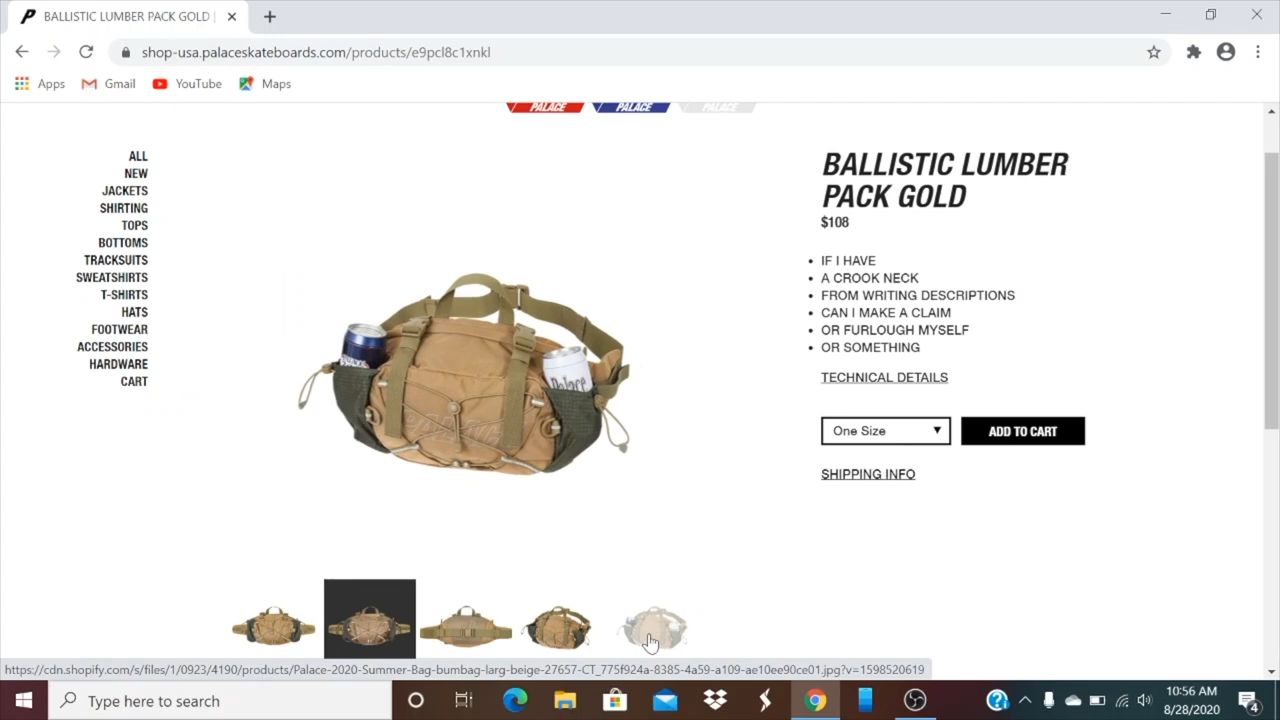 BALLISTIC LUMBER PACK GOLD |
shop-usa.palaceskateboards.com/products/e9pcl8c1xnkl
Apps
Gmail
YouTube
Maps
PALACE
PALACE
PALACE
ALL
NEW
JACKETS
SHIRTING
TOPS
BOTTOMS
TRACKSUITS
SWEATSHIRTS
T-SHIRTS
HATS
FOOTWEAR
ACCESSORIES
HARDWARE
CART
Palace
BALLISTIC LUMBER
PACK GOLD
$108
• IF I HAVE
• A CROOK NECK
• FROM WRITING DESCRIPTIONS
• CAN I MAKE A CLAIM
• OR FURLOUGH MYSELF
• OR SOMETHING
TECHNICAL DETAILS
One Size
ADD TO CART
SHIPPING INFO
https://cdn.shopify.com/s/files/1/0923/4190/products/Palace-2020-Summer-Bag-bumbag-larg-beige-27657-CT_775f924a-8385-4a59-a109-ae10ee90ce01.jpg?v=1598520619
Type here to search
10:56 AM
8/28/2020
4